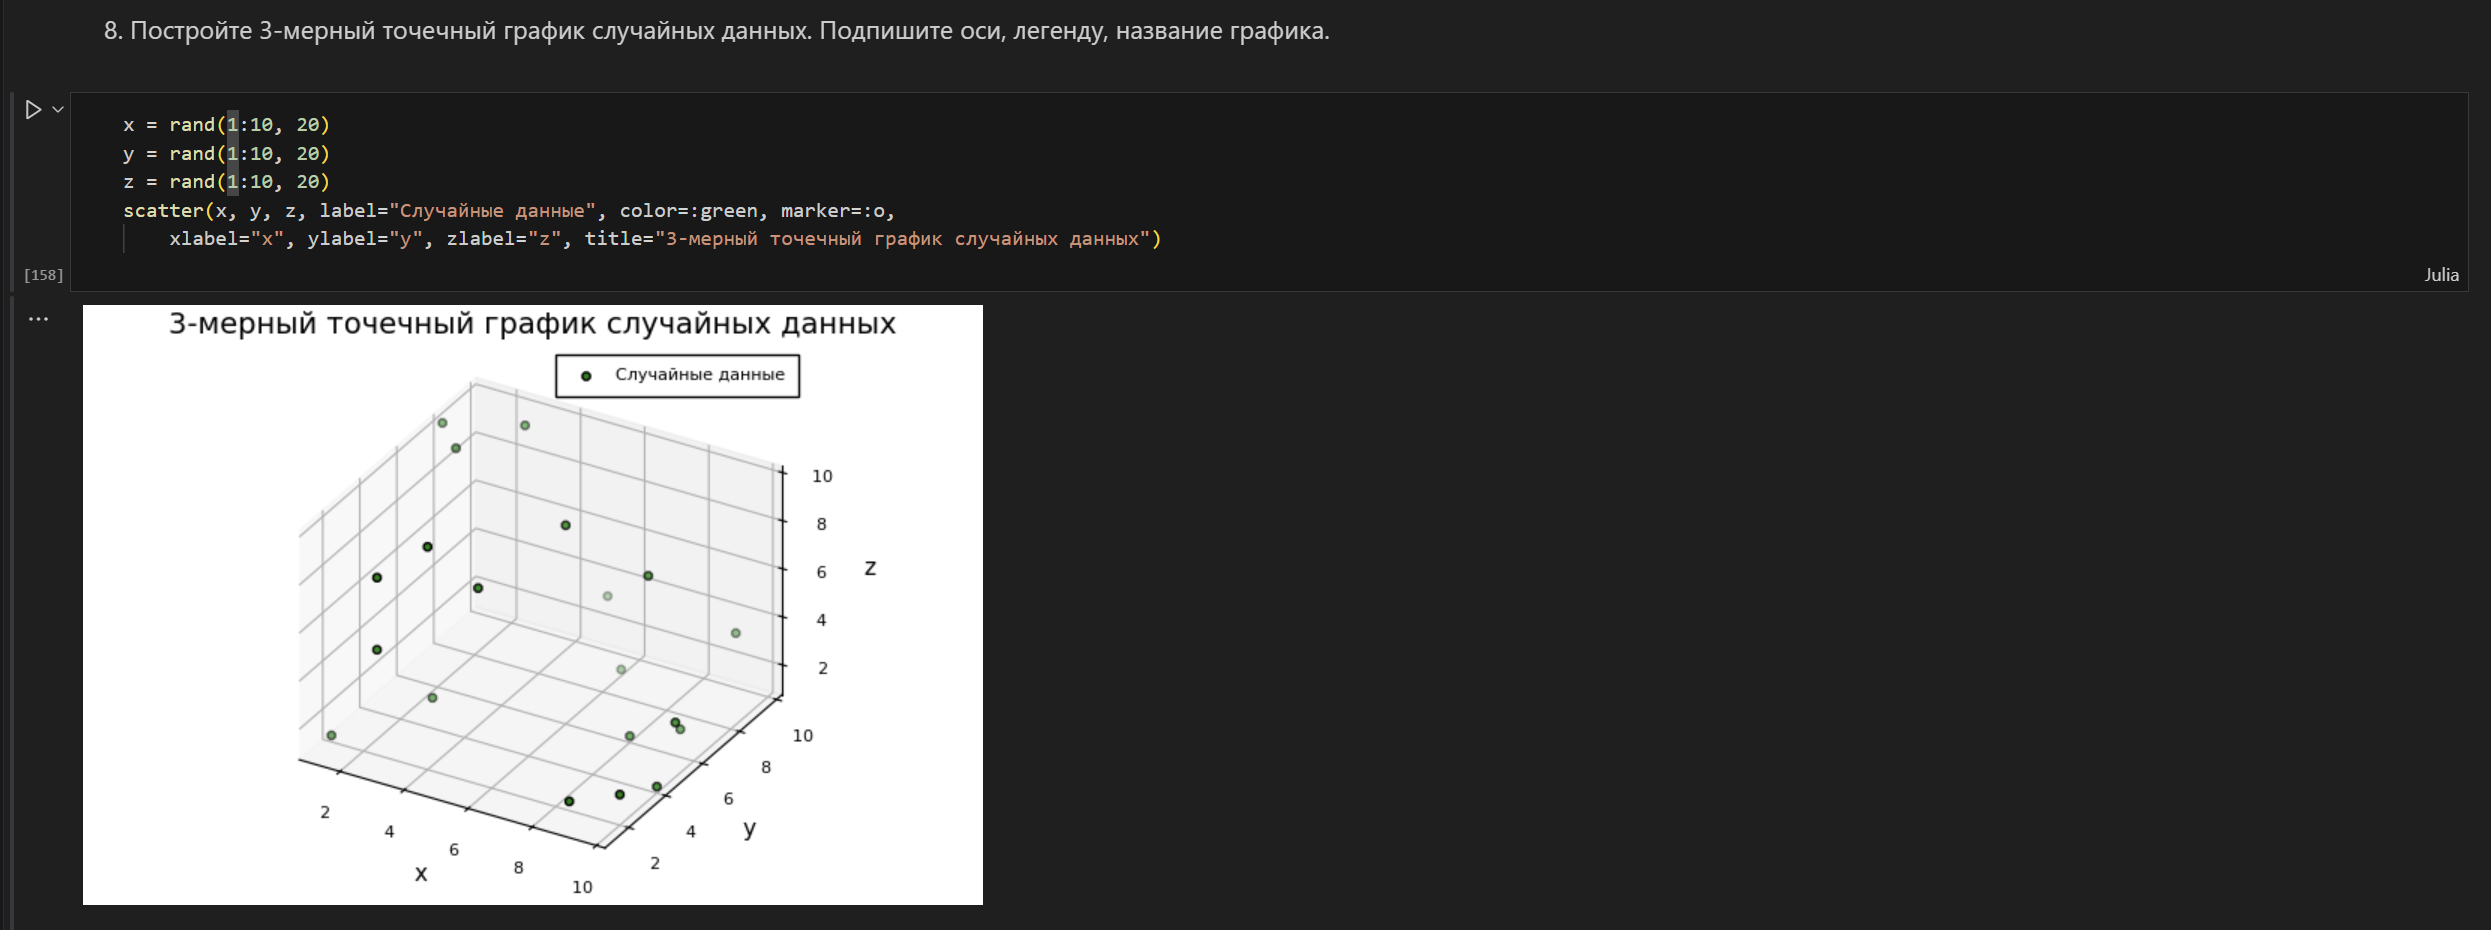 8. Постройте 3-мерный точечный график случайных данных. Подпишите оси, легенду, название графика.
x = rand(1:10, 20)
y = rand(1:10, 20)
z = rand(1:10, 20)
scatter(x, y, z, label="Случайные данные", color=:green, marker=:o,
xlabel="x", ylabel="y", zlabel="z", title="3-мерный точечный график случайных данных")
[158]
Julia
...
3-мерный точечный график случайных данных
Случайные данные
10
8
6
z
4
2
10
8
6
y
4
2
2
4
6
x
8
10